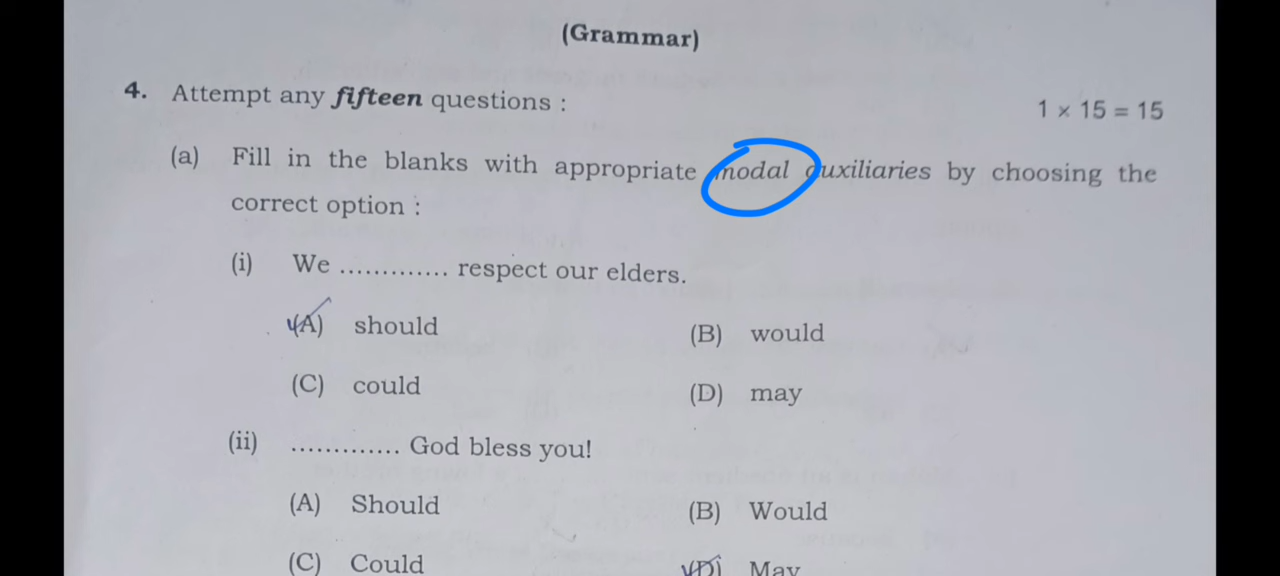 (Grammar)
4. Attempt any fifteen questions : 1 × 15 = 15
(a) Fill in the blanks with appropriate modal auxiliaries by choosing the
correct option :
(i) We ............. respect our elders.
(A) should (B) would
(C) could (D) may
(ii) ............. God bless you!
(A) Should (B) Would
(C) Could (D) May